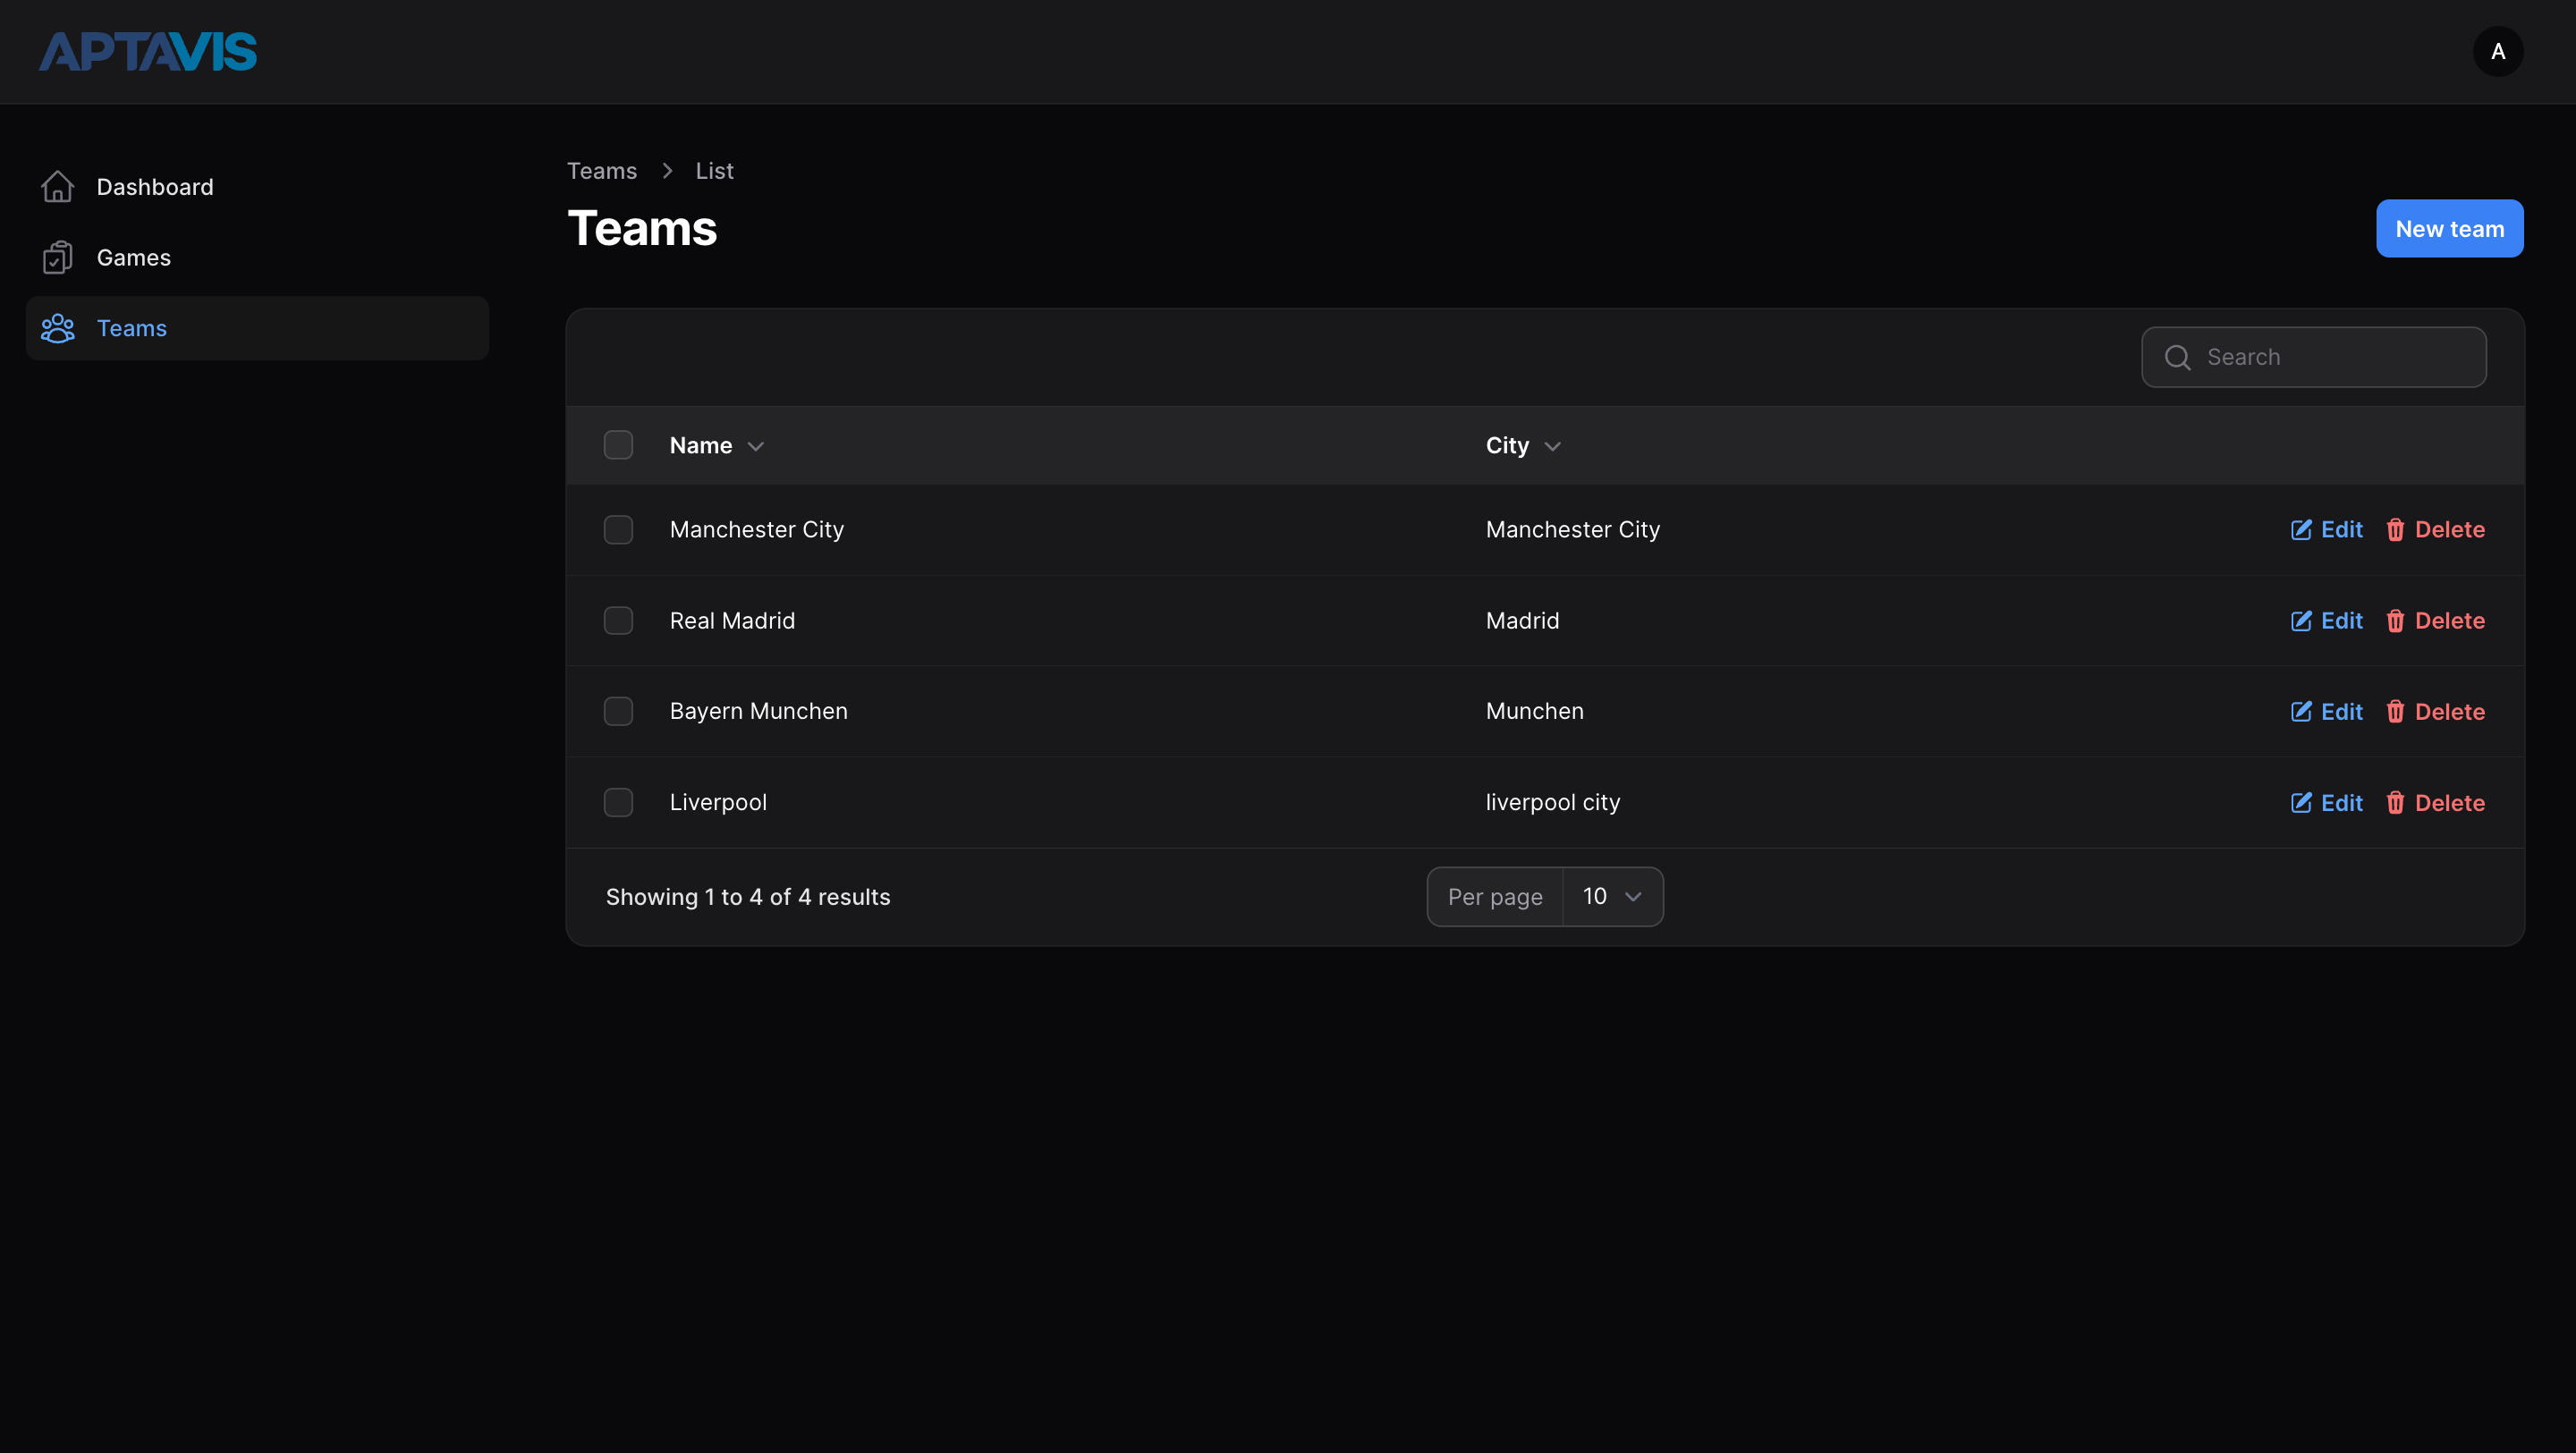 APTAVIS
A
Dashboard
Games
Teams
Teams > List
Teams
New team
Search
Name City
Manchester City Manchester City Edit Delete
Real Madrid Madrid Edit Delete
Bayern Munchen Munchen Edit Delete
Liverpool liverpool city Edit Delete
Showing 1 to 4 of 4 results
Per page 10